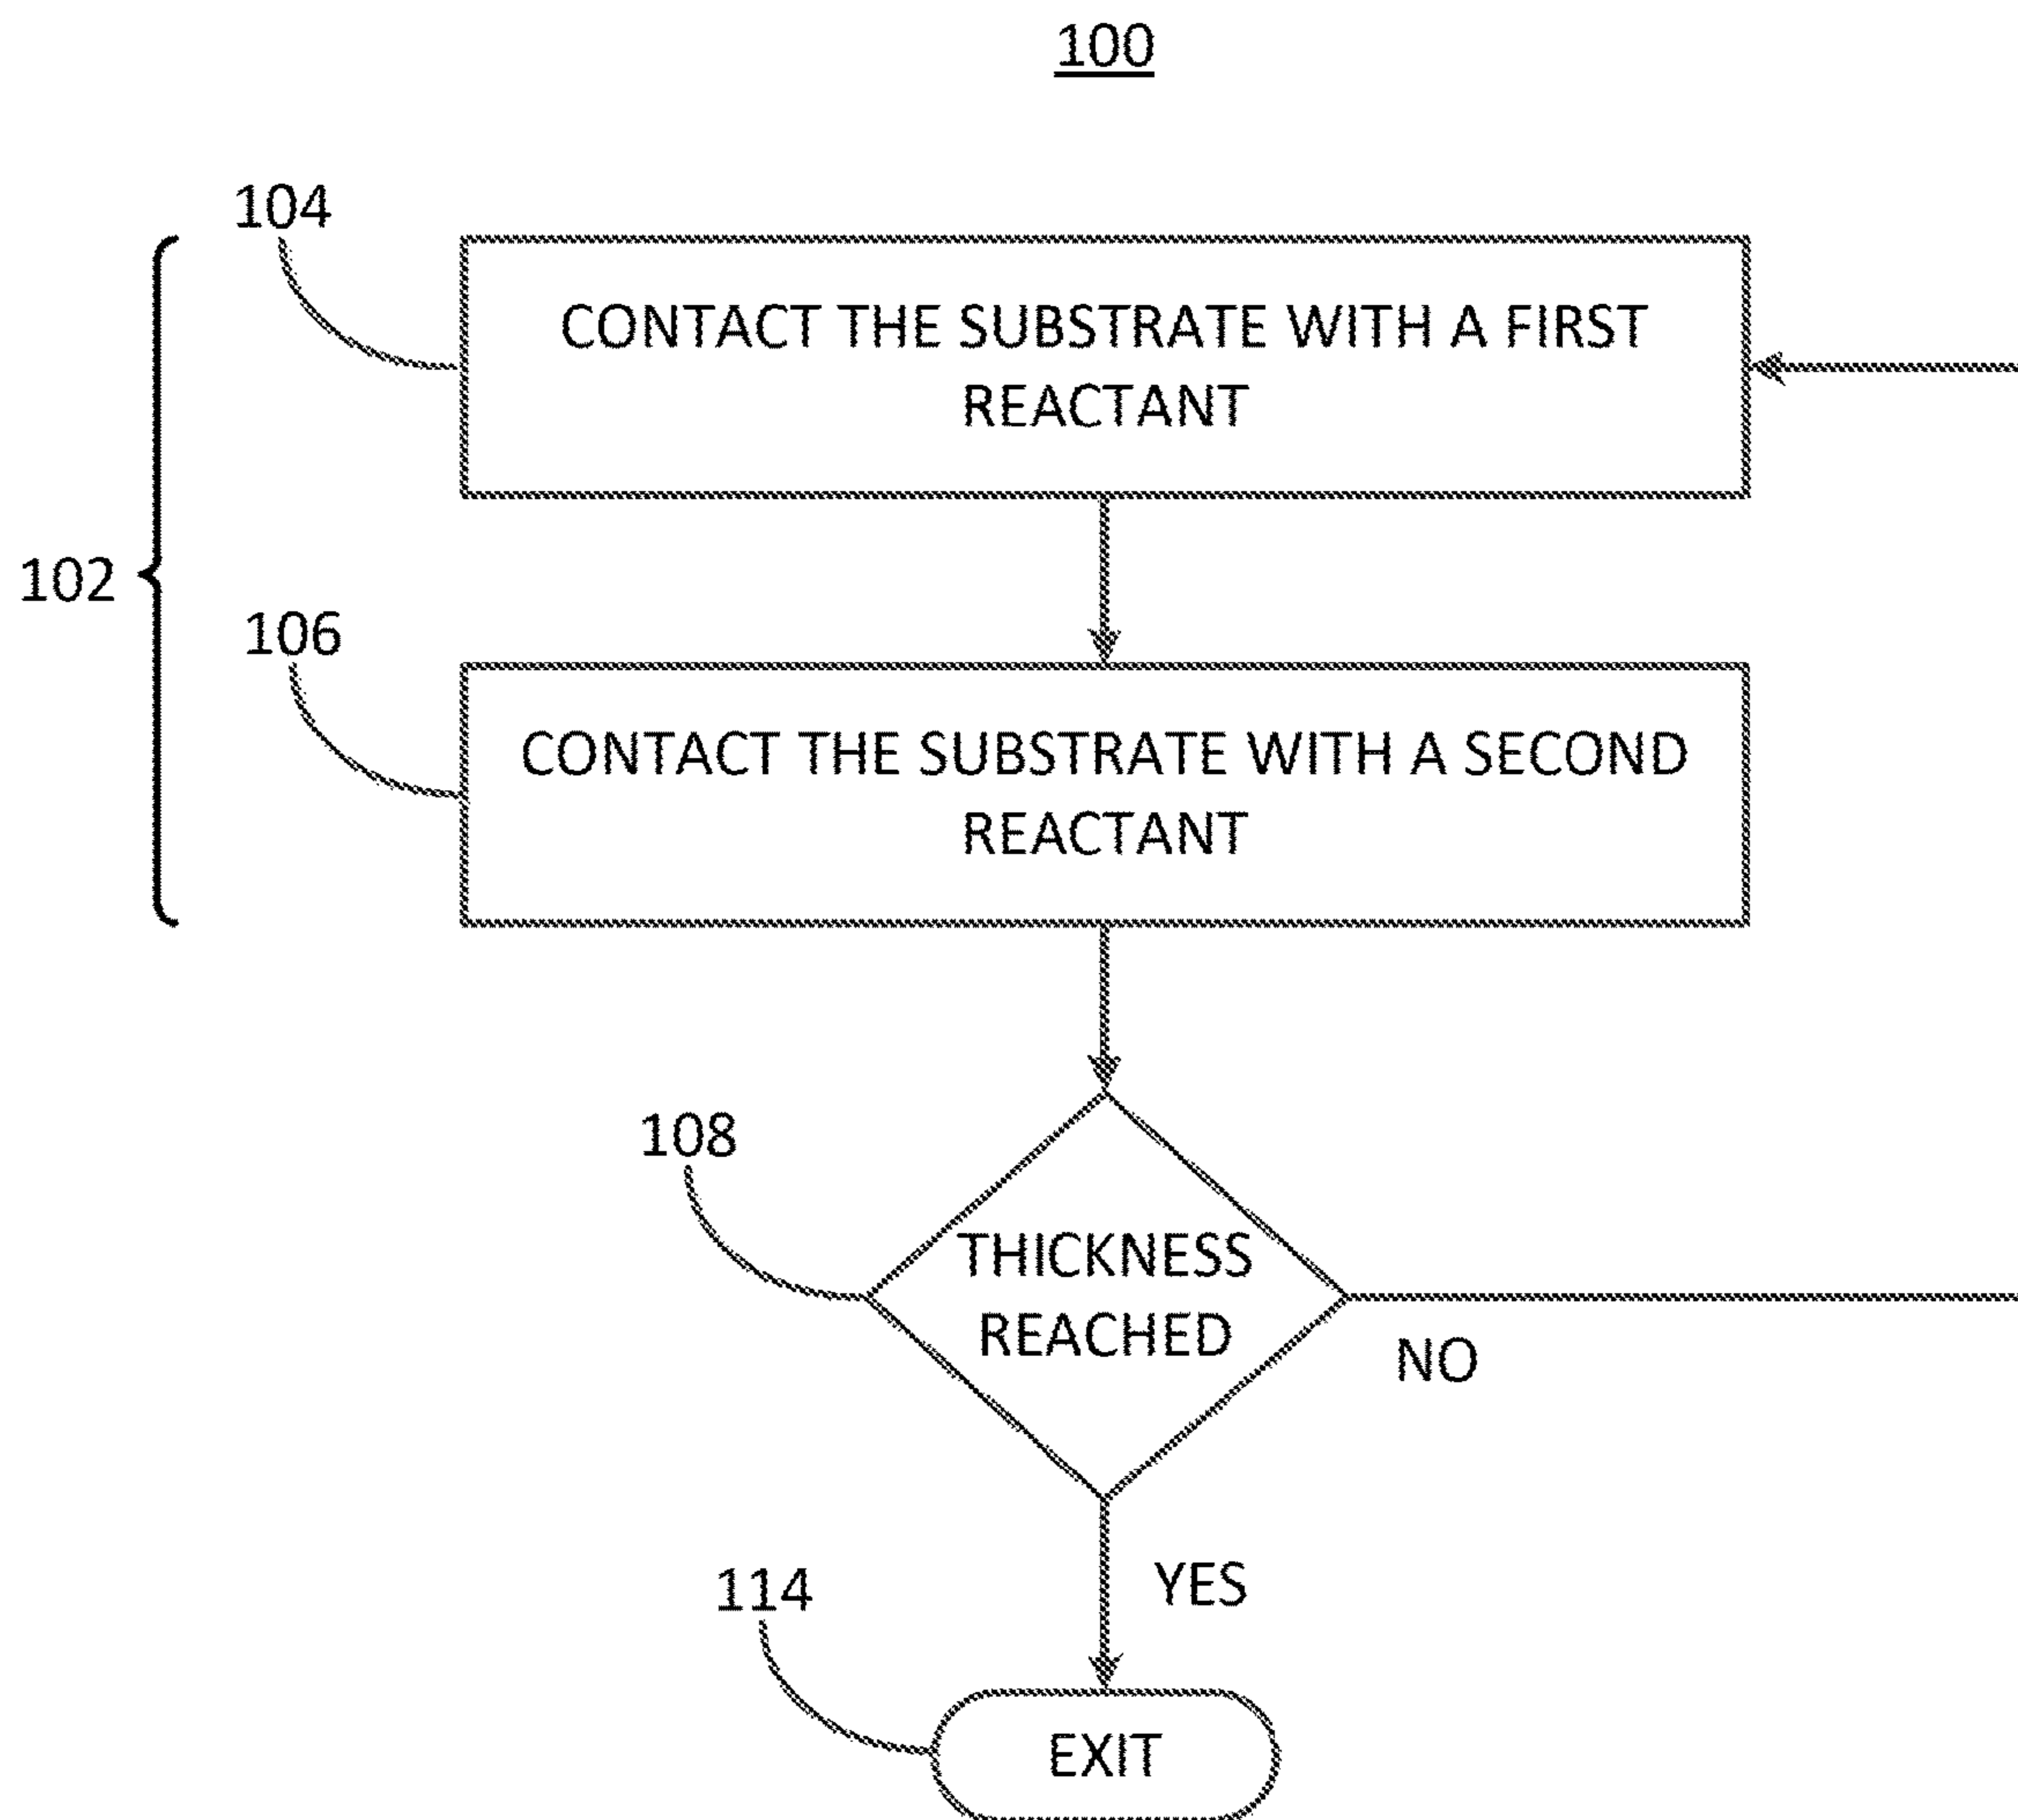 100
104
CONTACT THE SUBSTRATE WITH A FIRST
REACTANT
102
106
CONTACT THE SUBSTRATE WITH A SECOND
REACTANT
108
THICKNESS
REACHED
NO
YES
114
EXIT